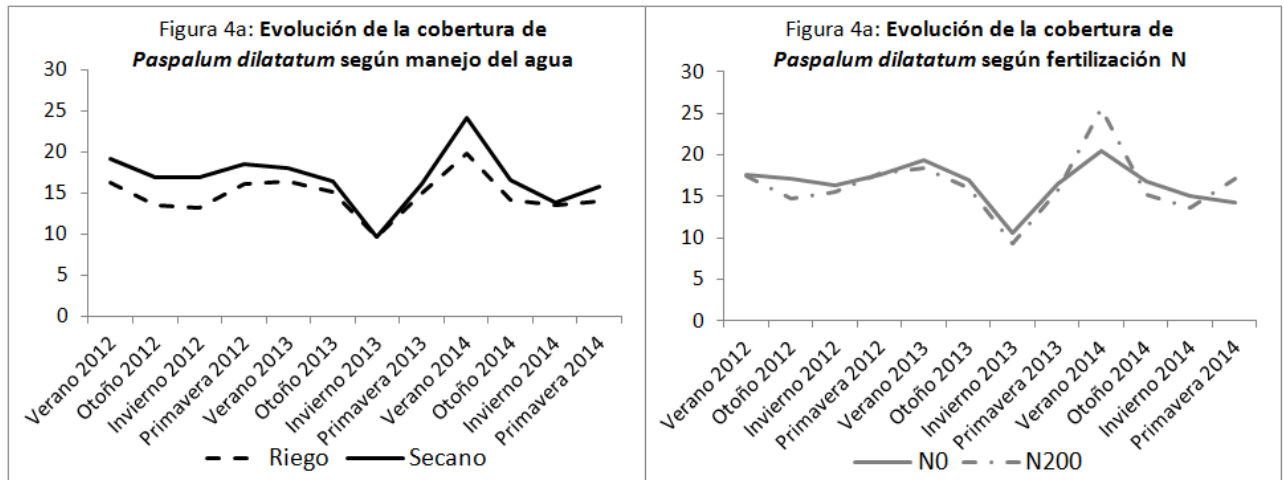 Figura 4a: Evolución de la cobertura de
Paspalum dilatatum según manejo del agua
30
25
20
15
10
5
0
Verano 2012
Otoño 2012
Invierno 2012
Primavera 2012
Verano 2013
Otoño 2013
Invierno 2013
Primavera 2013
Verano 2014
Otoño 2014
Invierno 2014
Primavera 2014
Riego
Secano
Figura 4a: Evolución de la cobertura de
Paspalum dilatatum según fertilización N
30
25
20
15
10
5
0
Verano 2012
Otoño 2012
Invierno 2012
Primavera 2012
Verano 2013
Otoño 2013
Invierno 2013
Primavera 2013
Verano 2014
Otoño 2014
Invierno 2014
Primavera 2014
N0
N200